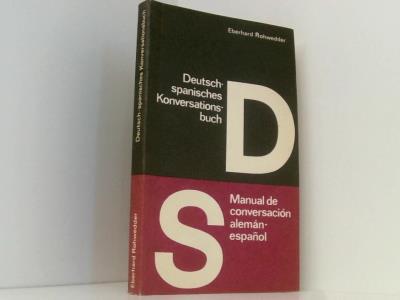 Eberhard Rohwedder
Deutsch-
spanisches
Konversations-
buch
D
S
Manual de
conversación
alemán-
español
Deutsch-spanisches Konversationsbuch
Eberhard Rohwedder